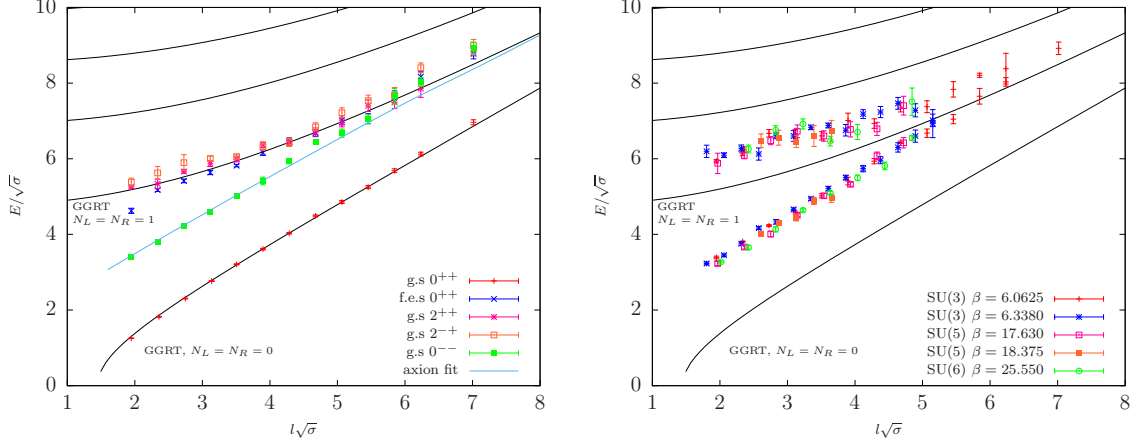 10
8
6
4
2
0
1 2 3 4 5 6 7 8
E/√σ
l√σ
GGRT
N_L = N_R = 1
GGRT, N_L = N_R = 0
g.s 0⁺⁺
f.e.s 0⁺⁺
g.s 2⁺⁺
g.s 2⁻⁺
g.s 0⁻⁻
axion fit
10
8
6
4
2
0
1 2 3 4 5 6 7 8
E/√σ
l√σ
GGRT
N_L = N_R = 1
GGRT, N_L = N_R = 0
SU(3) β = 6.0625
SU(3) β = 6.3380
SU(5) β = 17.630
SU(5) β = 18.375
SU(6) β = 25.550